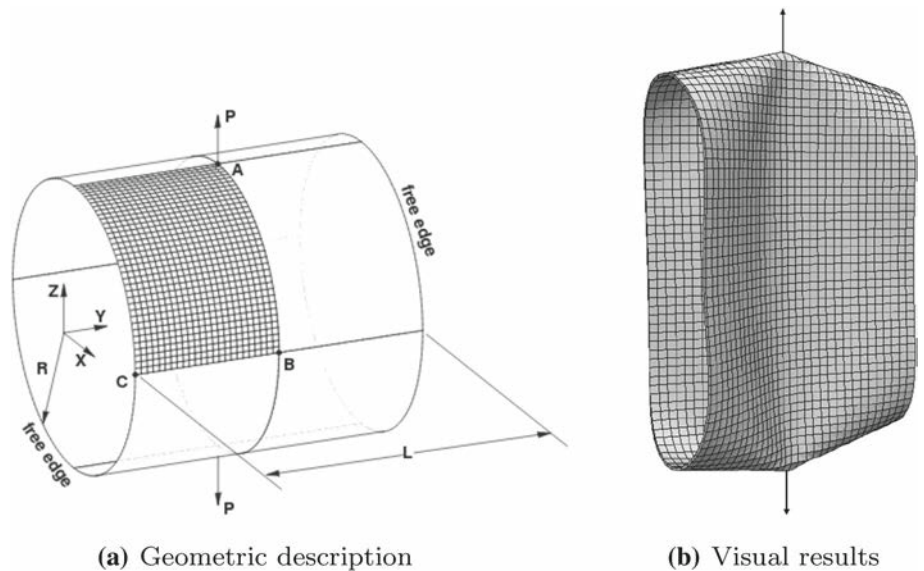 P
A
free edge
Z
Y
X
R
B
C
free edge
L
P
(a) Geometric description
(b) Visual results